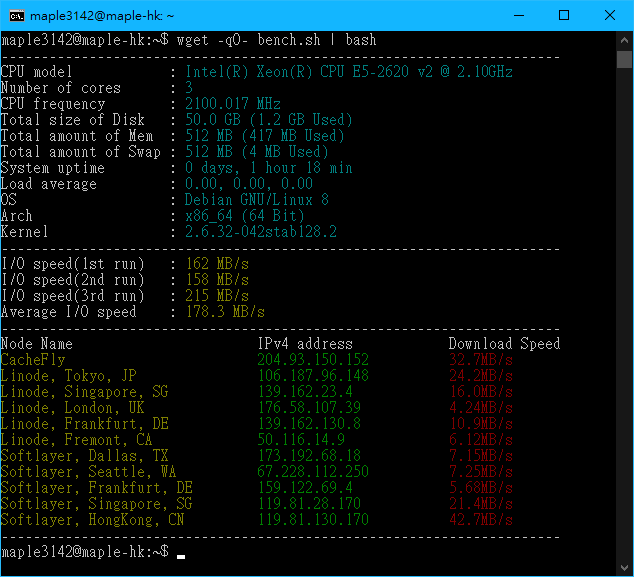 maple3142@maple-hk: ~
maple3142@maple-hk:~$ wget -qO- bench.sh | bash
----------------------------------------------------------------------
CPU model            : Intel(R) Xeon(R) CPU E5-2620 v2 @ 2.10GHz
Number of cores      : 3
CPU frequency        : 2100.017 MHz
Total size of Disk   : 50.0 GB (1.2 GB Used)
Total amount of Mem  : 512 MB (417 MB Used)
Total amount of Swap : 512 MB (4 MB Used)
System uptime        : 0 days, 1 hour 18 min
Load average         : 0.00, 0.00, 0.00
OS                   : Debian GNU/Linux 8
Arch                 : x86_64 (64 Bit)
Kernel               : 2.6.32-042stab128.2
----------------------------------------------------------------------
I/O speed(1st run)   : 162 MB/s
I/O speed(2nd run)   : 158 MB/s
I/O speed(3rd run)   : 215 MB/s
Average I/O speed    : 178.3 MB/s
----------------------------------------------------------------------
Node Name                       IPv4 address            Download Speed
CacheFly                        204.93.150.152          32.7MB/s
Linode, Tokyo, JP               106.187.96.148          24.2MB/s
Linode, Singapore, SG           139.162.23.4            16.0MB/s
Linode, London, UK              176.58.107.39           4.24MB/s
Linode, Frankfurt, DE           139.162.130.8           10.9MB/s
Linode, Fremont, CA             50.116.14.9             6.12MB/s
Softlayer, Dallas, TX           173.192.68.18           7.15MB/s
Softlayer, Seattle, WA          67.228.112.250          7.25MB/s
Softlayer, Frankfurt, DE        159.122.69.4            5.68MB/s
Softlayer, Singapore, SG        119.81.28.170           21.4MB/s
Softlayer, HongKong, CN         119.81.130.170          42.7MB/s
----------------------------------------------------------------------
maple3142@maple-hk:~$